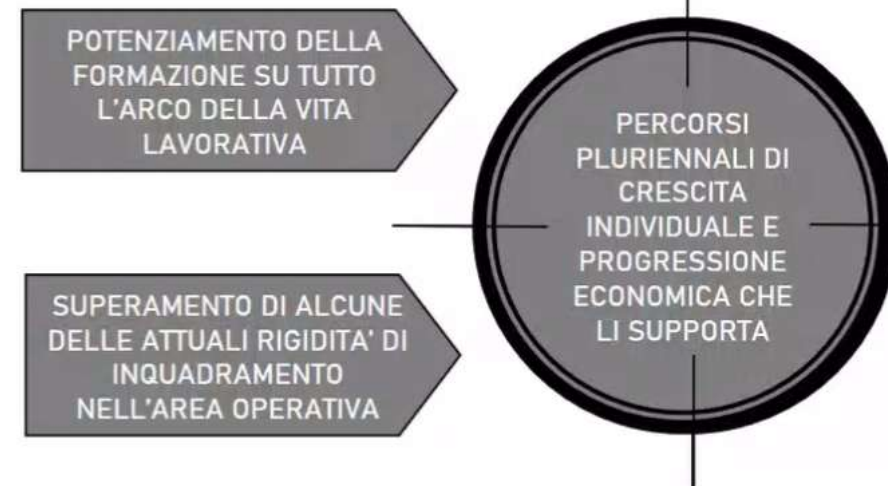 POTENZIAMENTO DELLA
FORMAZIONE SU TUTTO
L'ARCO DELLA VITA
LAVORATIVA
SUPERAMENTO DI ALCUNE
DELLE ATTUALI RIGIDITA' DI
INQUADRAMENTO
NELL'AREA OPERATIVA
PERCORSI
PLURIENNALI DI
CRESCITA
INDIVIDUALE E
PROGRESSIONE
ECONOMICA CHE
LI SUPPORTA